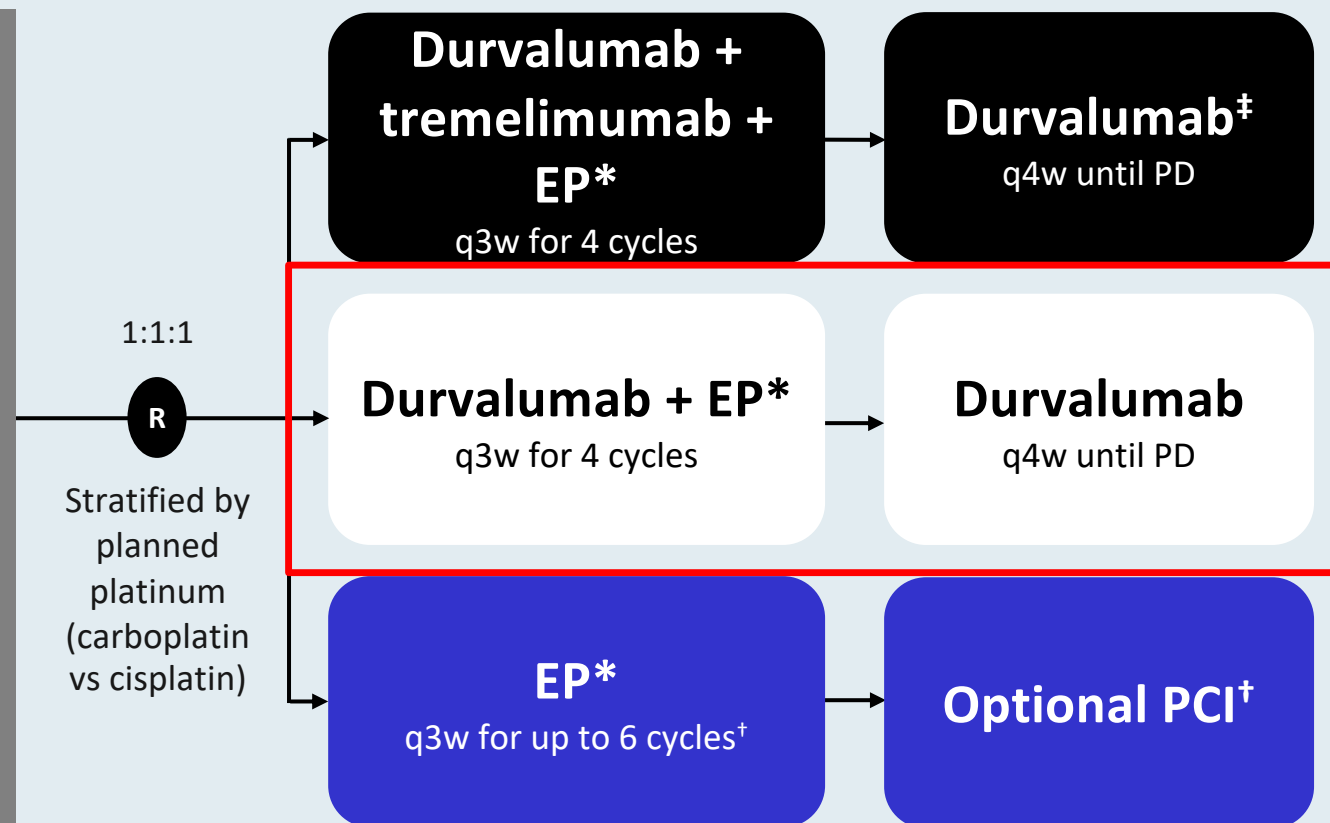 Durvalumab +
tremelimumab +
EP*
q3w for 4 cycles
Durvalumab‡
q4w until PD
1:1:1
R
Stratified by
planned
platinum
(carboplatin
vs cisplatin)
Durvalumab + EP*
q3w for 4 cycles
Durvalumab
q4w until PD
EP*
q3w for up to 6 cycles†
Optional PCI†